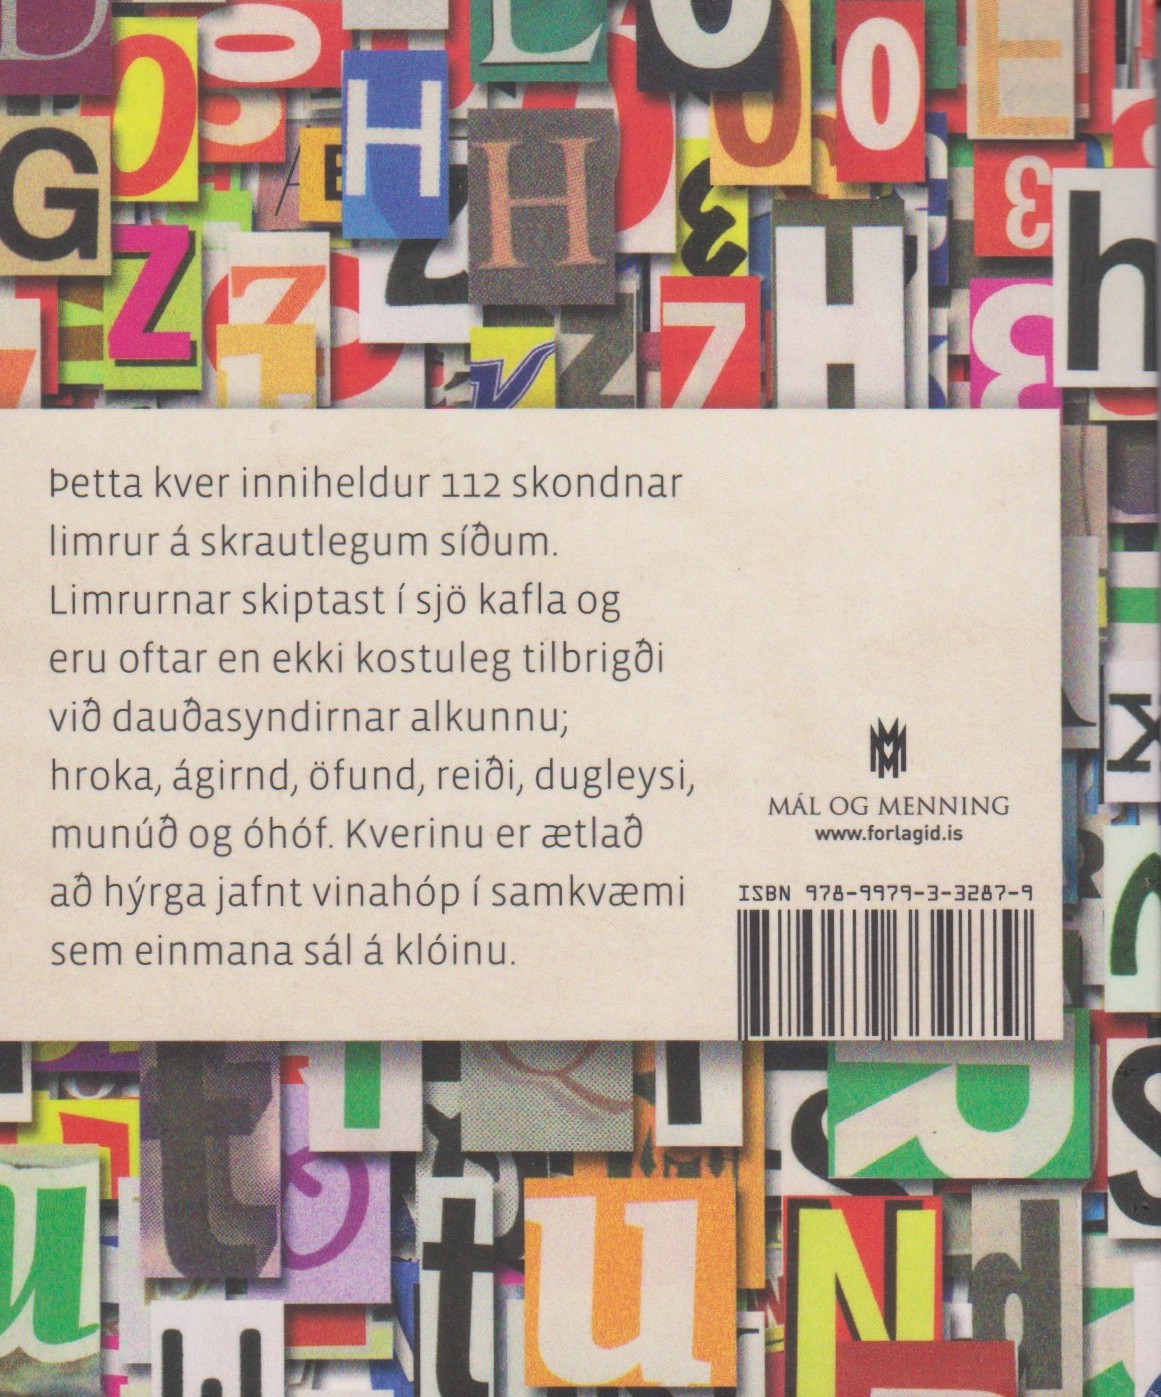 Þetta kver inniheldur 112 skondnar
limrur á skrautlegum síðum.
Limrurnar skiptast í sjö kafla og
eru oftar en ekki kostuleg tilbrigði
við dauðasyndirnar alkunnu;
hroka, ágirnd, öfund, reiði, dugleysi,
munúð og óhóf. Kverinu er ætlað
að hýrga jafnt vinahóp í samkvæmi
sem einmana sál á klóinu.
MÁL OG MENNING
www.forlagid.is
ISBN 978-9979-3-3287-9